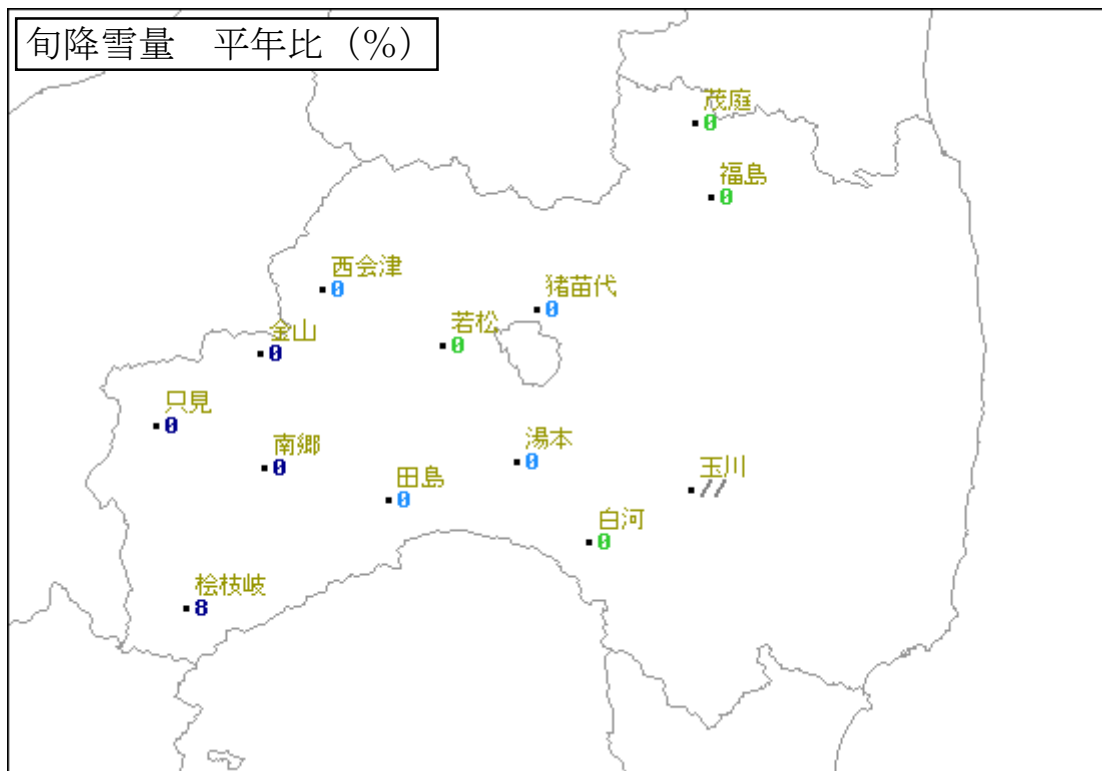 旬降雪量　平年比（％）
茂庭
0
福島
0
西会津
0
猪苗代
0
金山
0
若松
0
只見
0
南郷
0
湯本
0
田島
0
玉川
//
白河
0
桧枝岐
8